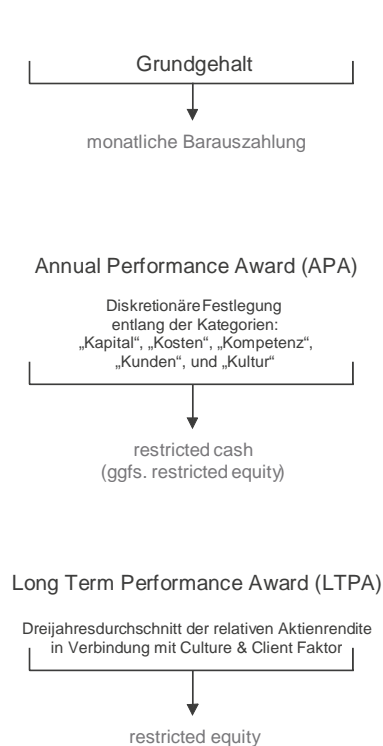 Grundgehalt
monatliche Barauszahlung
Annual Performance Award (APA)
Diskretionäre Festlegung
entlang der Kategorien:
„Kapital“, „Kosten“, „Kompetenz“,
„Kunden“, und „Kultur“
restricted cash
(ggfs. restricted equity)
Long Term Performance Award (LTPA)
Dreijahresdurchschnitt der relativen Aktienrendite
in Verbindung mit Culture & Client Faktor
restricted equity